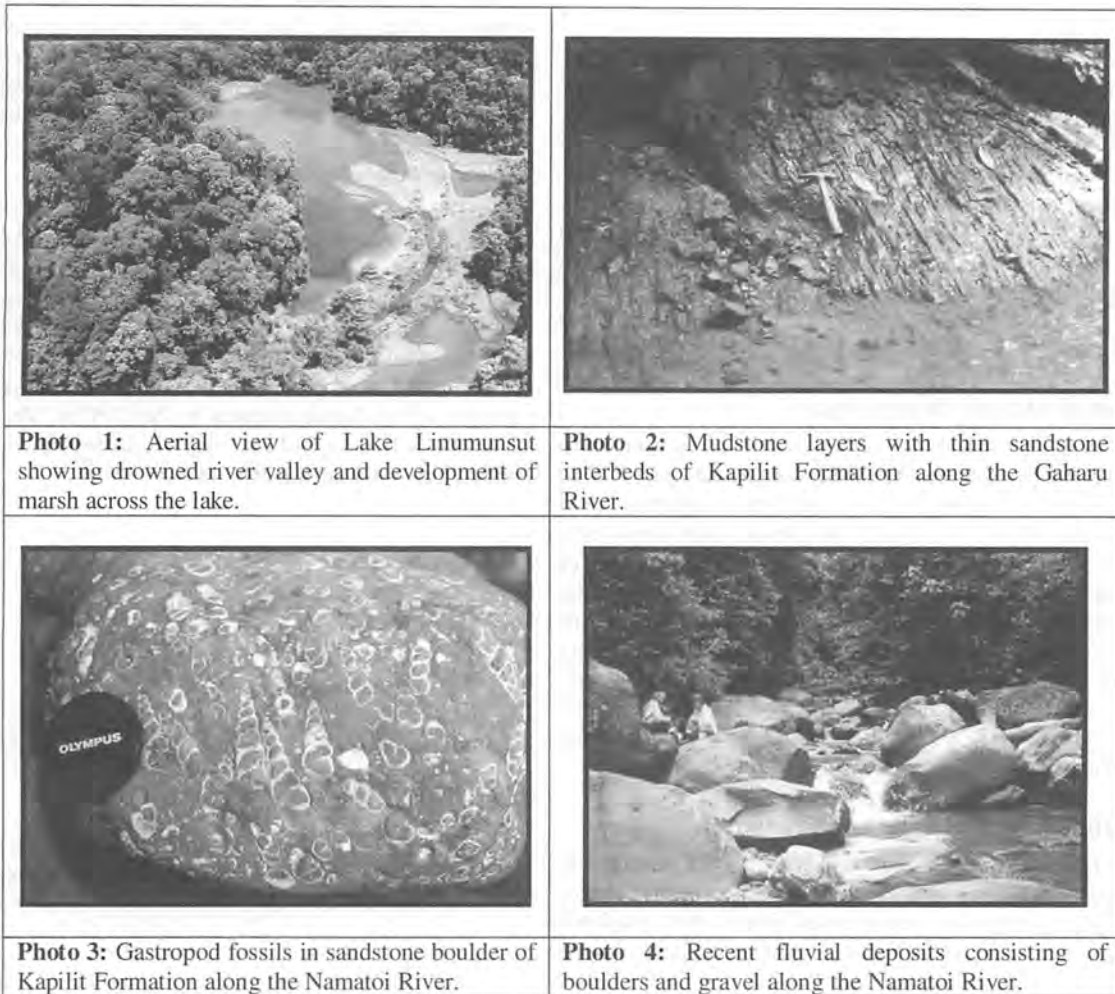 Photo 1: Aerial view of Lake Linumunsut
showing drowned river valley and development of
marsh across the lake.
Photo 2: Mudstone layers with thin sandstone
interbeds of Kapilit Formation along the Gaharu
River.
OLYMPUS
Photo 3: Gastropod fossils in sandstone boulder of
Kapilit Formation along the Namatoi River.
Photo 4: Recent fluvial deposits consisting of
boulders and gravel along the Namatoi River.